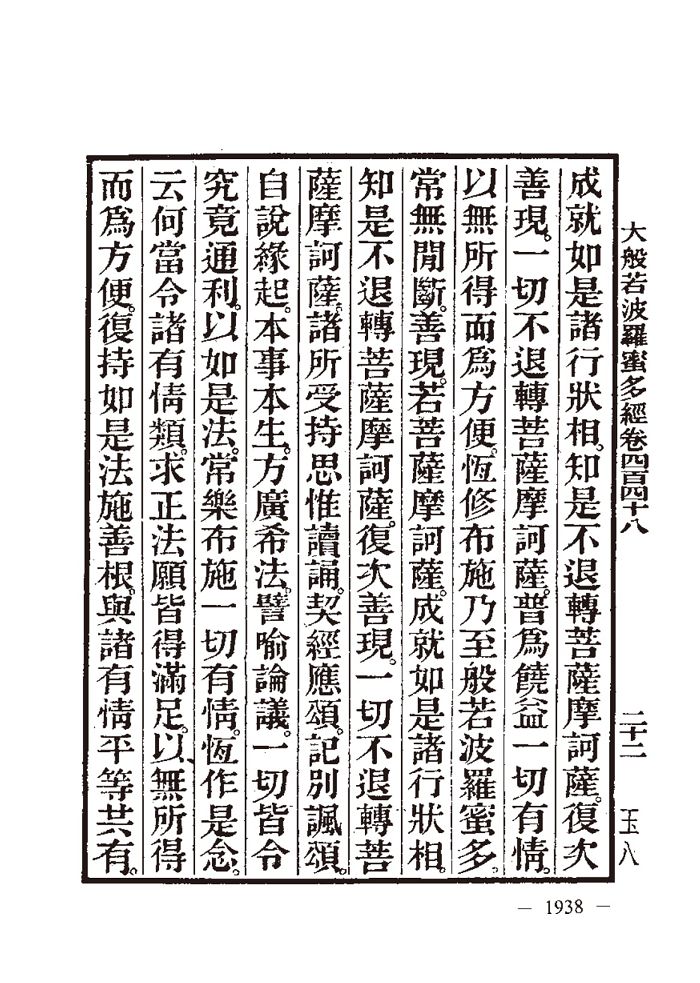 大般若波羅蜜多經卷四百四十八 二十二 玉八
成就如是諸行狀相。知是不退轉菩薩摩訶薩。復次
善現。一切不退轉菩薩摩訶薩。普為饒益一切有情。
以無所得而為方便。恆修布施乃至般若波羅蜜多。
常無閒斷。善現。若菩薩摩訶薩。成就如是諸行狀相。
知是不退轉菩薩摩訶薩。復次善現。一切不退轉菩
薩摩訶薩。諸所受持思惟讀誦。契經應頌。記別諷頌。
自說緣起。本事本生。方廣希法。譬喻論議。一切皆令
究竟通利。以如是法。常樂布施一切有情。恆作是念。
云何當令諸有情類。求正法願皆得滿足。以無所得
而為方便。復持如是法施善根。與諸有情平等共有。
— 1938 —